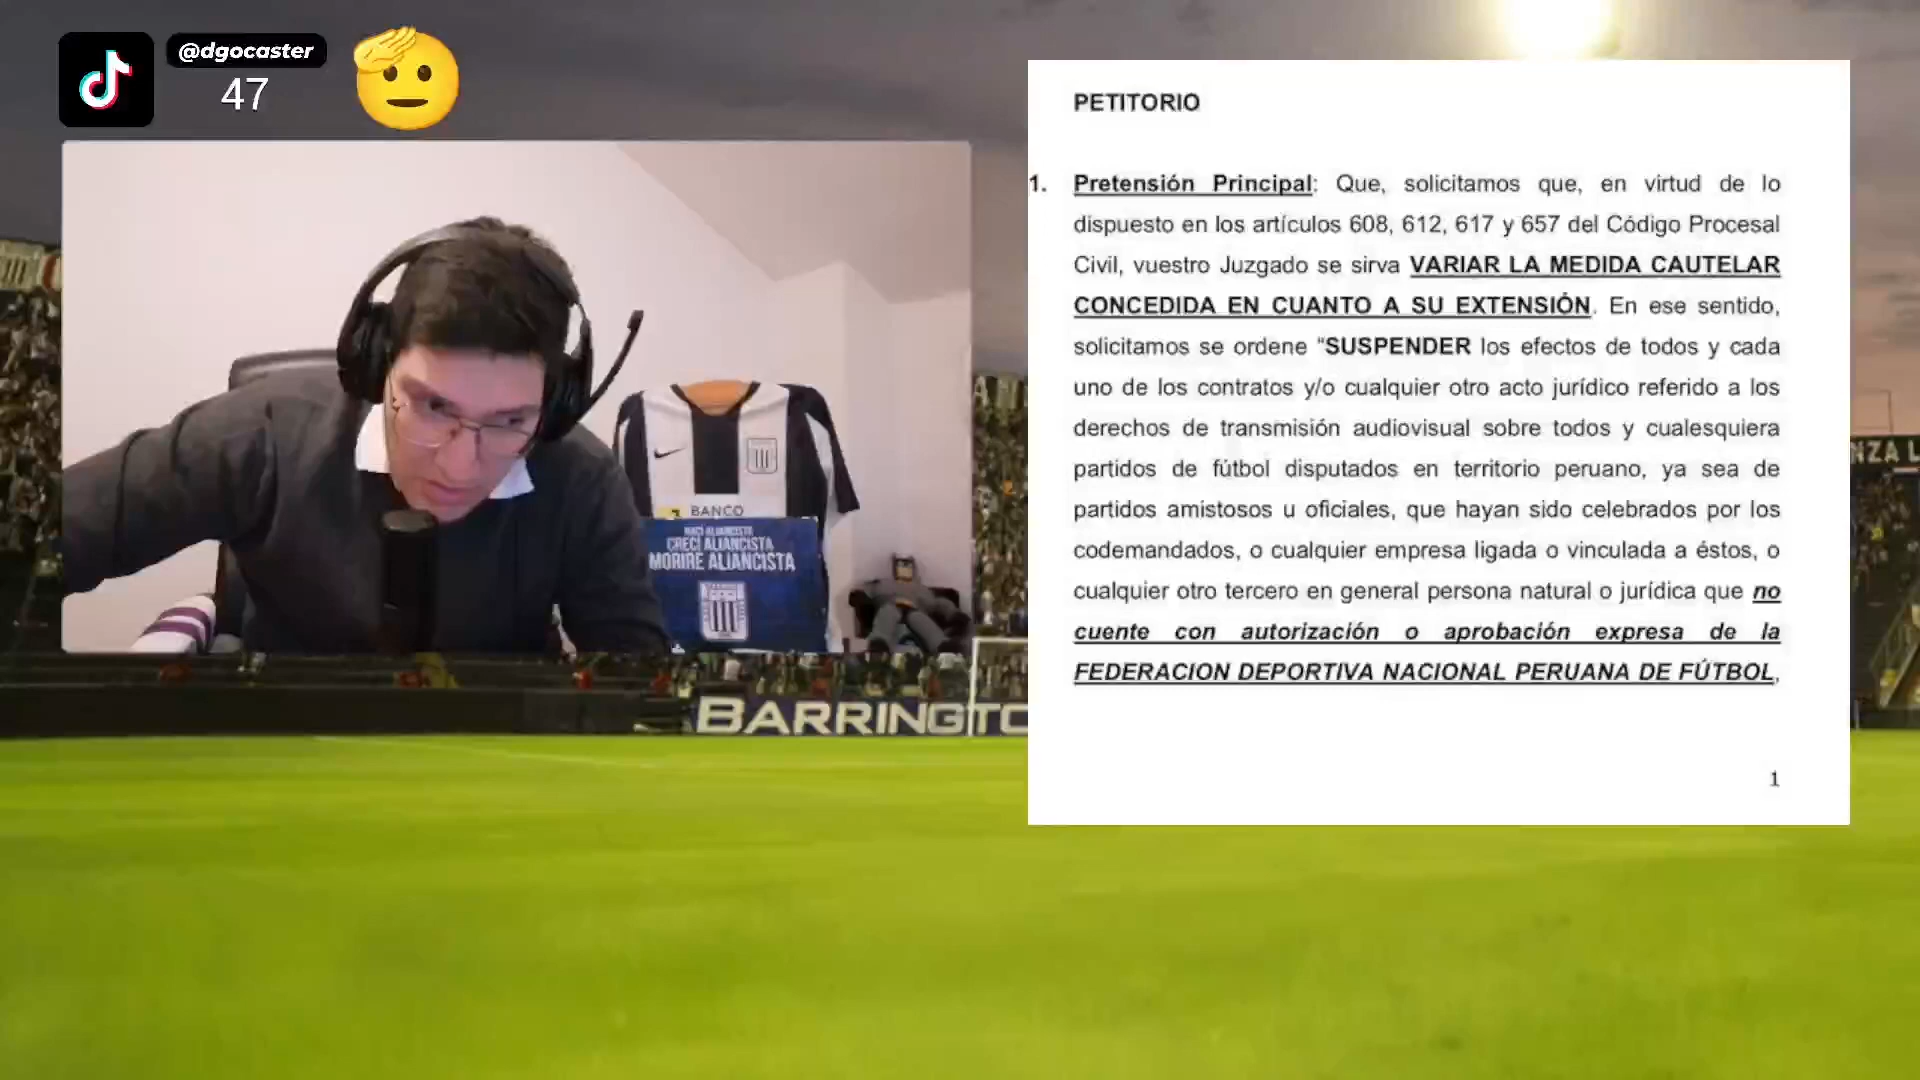 @dgocaster
47
PETITORIO
1. Pretensión Principal: Que, solicitamos que, en virtud de lo
dispuesto en los artículos 608, 612, 617 y 657 del Código Procesal
Civil, vuestro Juzgado se sirva VARIAR LA MEDIDA CAUTELAR
CONCEDIDA EN CUANTO A SU EXTENSIÓN. En ese sentido,
solicitamos se ordene “SUSPENDER los efectos de todos y cada
uno de los contratos y/o cualquier otro acto jurídico referido a los
derechos de transmisión audiovisual sobre todos y cualesquiera
partidos de fútbol disputados en territorio peruano, ya sea de
partidos amistosos u oficiales, que hayan sido celebrados por los
codemandados, o cualquier empresa ligada o vinculada a éstos, o
cualquier otro tercero en general persona natural o jurídica que no
cuente con autorización o aprobación expresa de la
FEDERACION DEPORTIVA NACIONAL PERUANA DE FÚTBOL,
1
BANCO
NACÍ ALIANCISTA
CRECÍ ALIANCISTA
MORIRE ALIANCISTA
NZA L
BARRINGTO